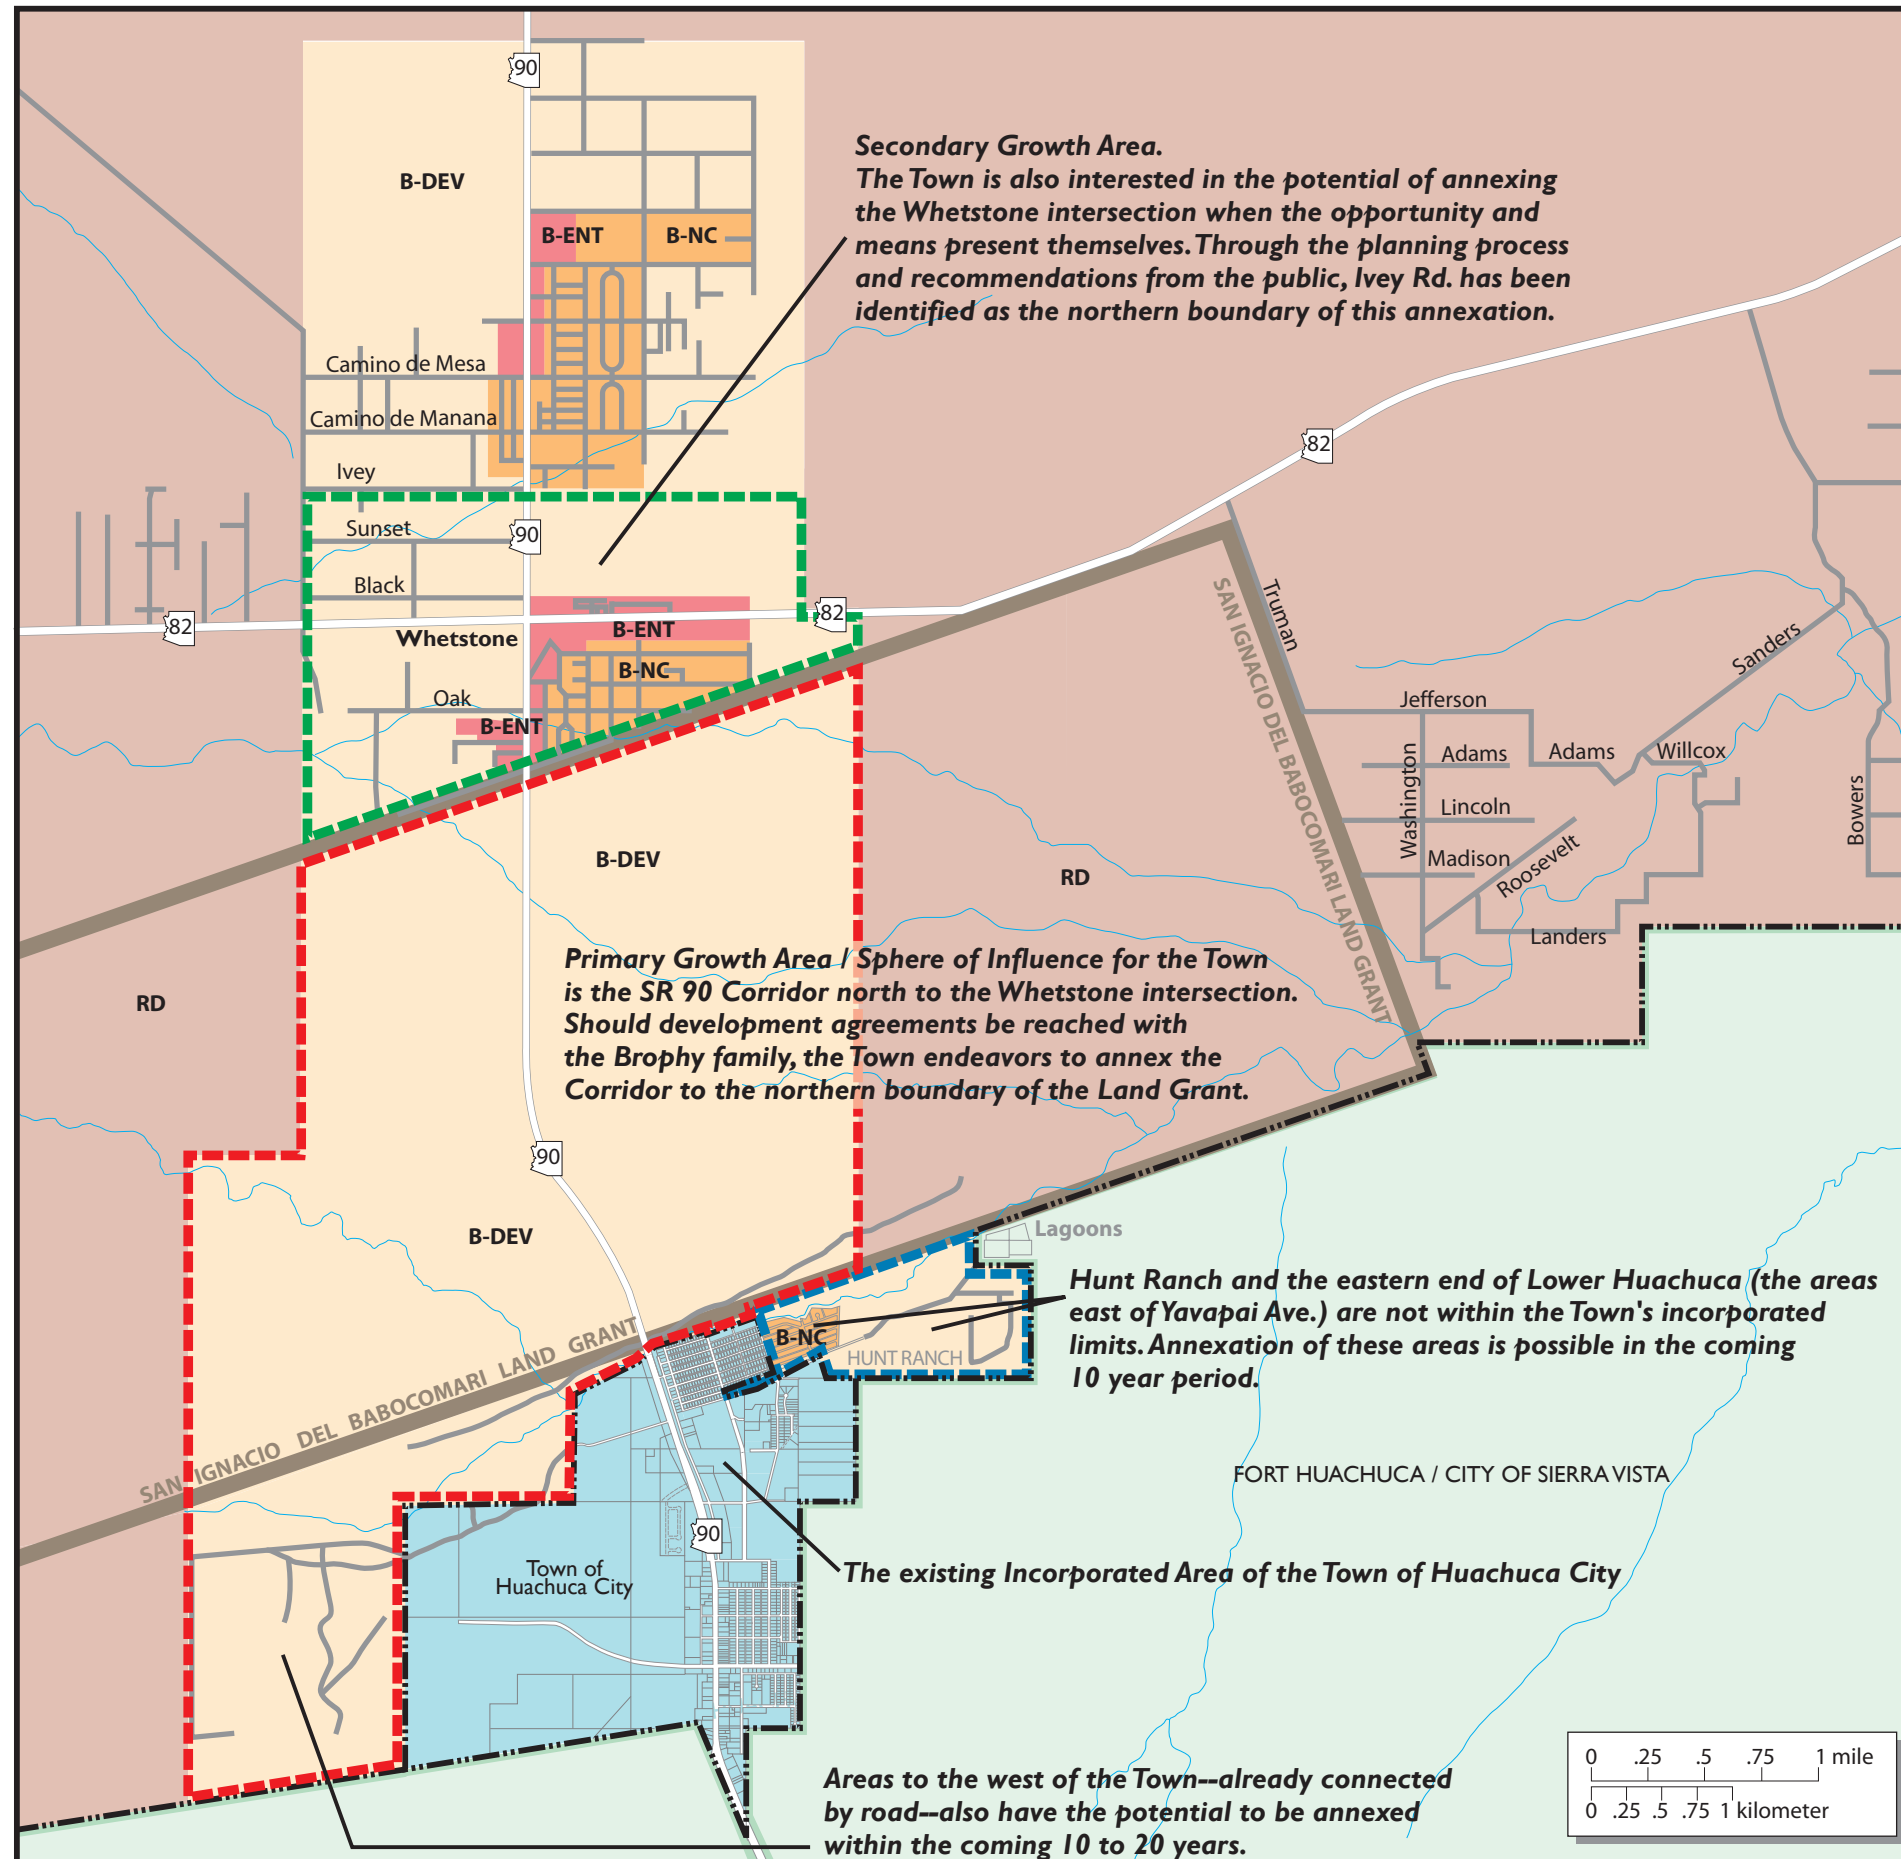 90
Secondary Growth Area.
The Town is also interested in the potential of annexing
the Whetstone intersection when the opportunity and
means present themselves. Through the planning process
and recommendations from the public, Ivey Rd. has been
identified as the northern boundary of this annexation.
B-DEV
B-ENT
B-NC
Camino de Mesa
Camino de Manana
Ivey
82
Sunset
90
Black
82
82
Whetstone
B-ENT
B-NC
Oak
B-ENT
SAN IGNACIO DEL BABOCOMARI LAND GRANT
Truman
Sanders
Jefferson
Washington
Adams
Adams
Willcox
Lincoln
Bowers
Madison
Roosevelt
Landers
B-DEV
RD
RD
Primary Growth Area / Sphere of Influence for the Town
is the SR 90 Corridor north to the Whetstone intersection.
Should development agreements be reached with
the Brophy family, the Town endeavors to annex the
Corridor to the northern boundary of the Land Grant.
90
B-DEV
Lagoons
Hunt Ranch and the eastern end of Lower Huachuca (the areas
east of Yavapai Ave.) are not within the Town's incorporated
limits. Annexation of these areas is possible in the coming
10 year period.
B-NC
HUNT RANCH
SAN IGNACIO DEL BABOCOMARI LAND GRANT
FORT HUACHUCA / CITY OF SIERRA VISTA
90
Town of
Huachuca City
The existing Incorporated Area of the Town of Huachuca City
Areas to the west of the Town--already connected
by road--also have the potential to be annexed
within the coming 10 to 20 years.
0 .25 .5 .75 1 mile
0 .25 .5 .75 1 kilometer